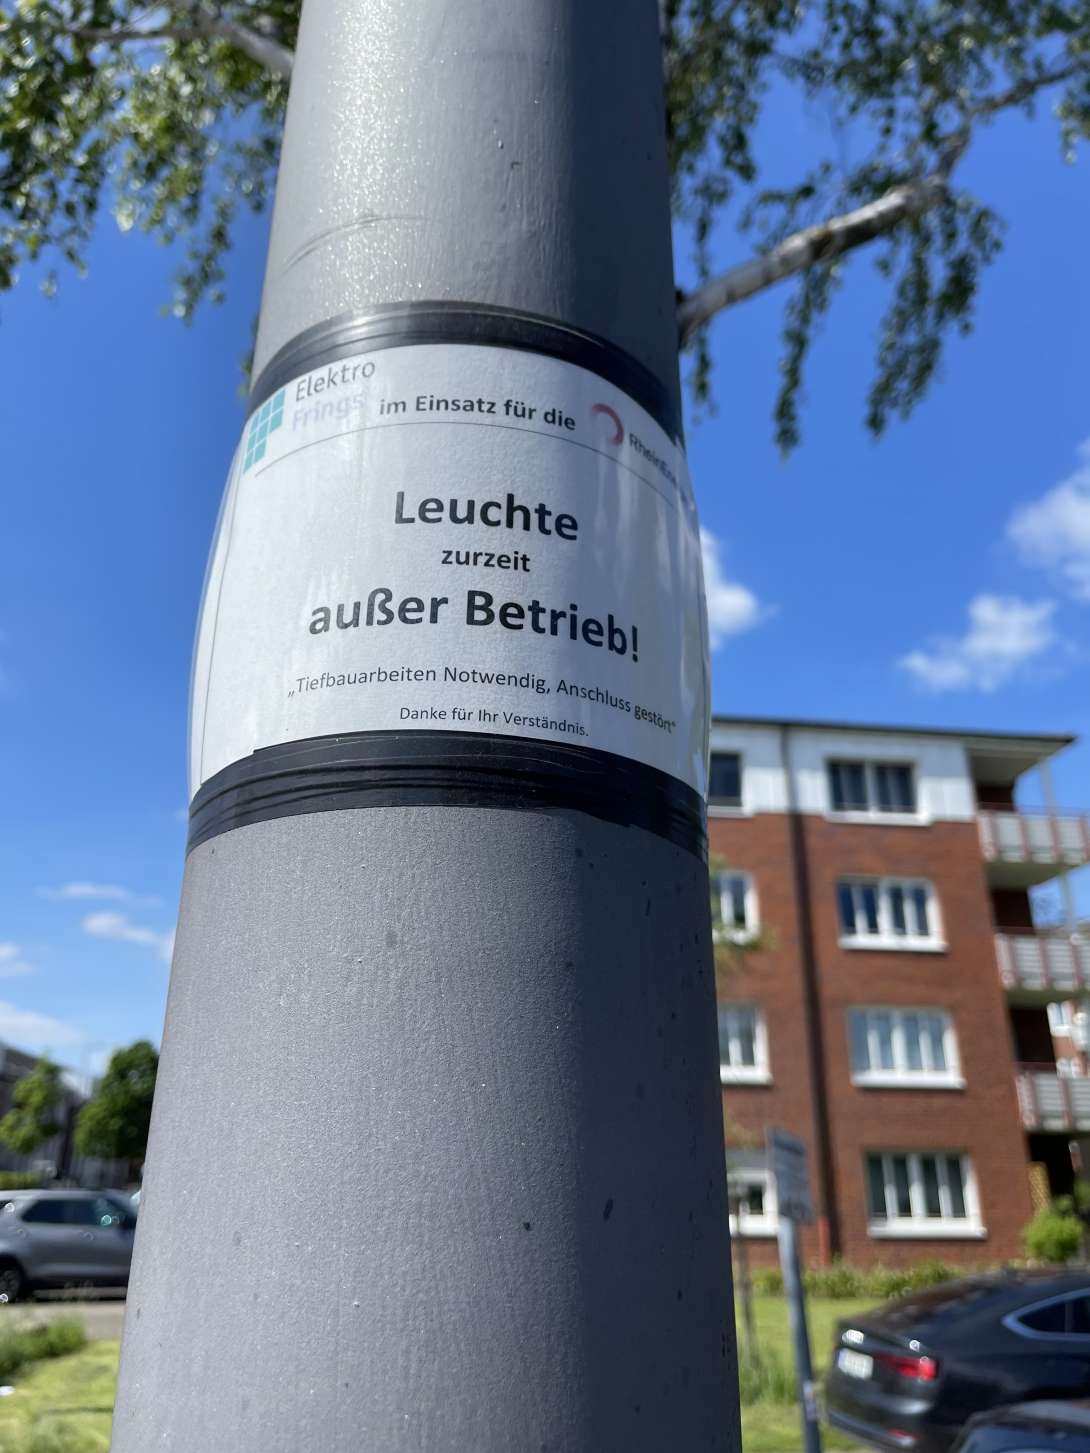 Elektro
Frings im Einsatz für die
Leuchte
zurzeit
außer Betrieb!
„Tiefbauarbeiten Notwendig, Anschluss gestört“
Danke für Ihr Verständnis.